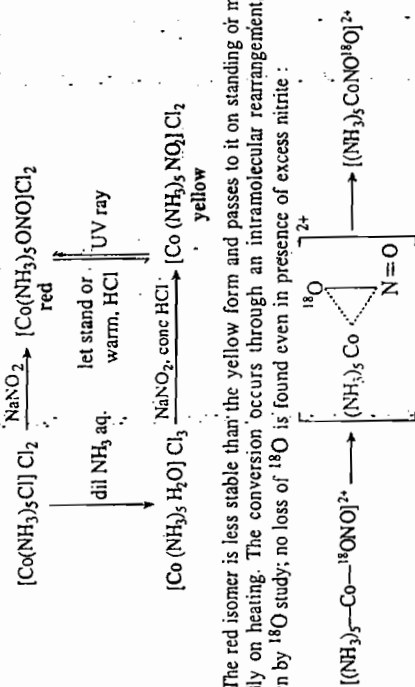 [Co(NH₃)₅Cl] Cl₂ NaNO₂ [Co(NH₃)₅ONO]Cl₂
red
dil NH₃ aq. let stand or UV ray
warm, HCl
[Co (NH₃)₅ H₂O] Cl₃ NaNO₂, conc HCl [Co (NH₃)₅ NO₂] Cl₂
yellow
The red isomer is less stable than the yellow form and passes to it on standing or
lly on heating. The conversion occurs through an intramolecular rearrangement
n by ¹⁸O study; no loss of ¹⁸O is found even in presence of excess nitrite :
[(NH₃)₅—Co—¹⁸ONO]²⁺ (NH₃)₅ Co ¹⁸O N=O 2+ [(NH₃)₅CoNO¹⁸O]²⁺